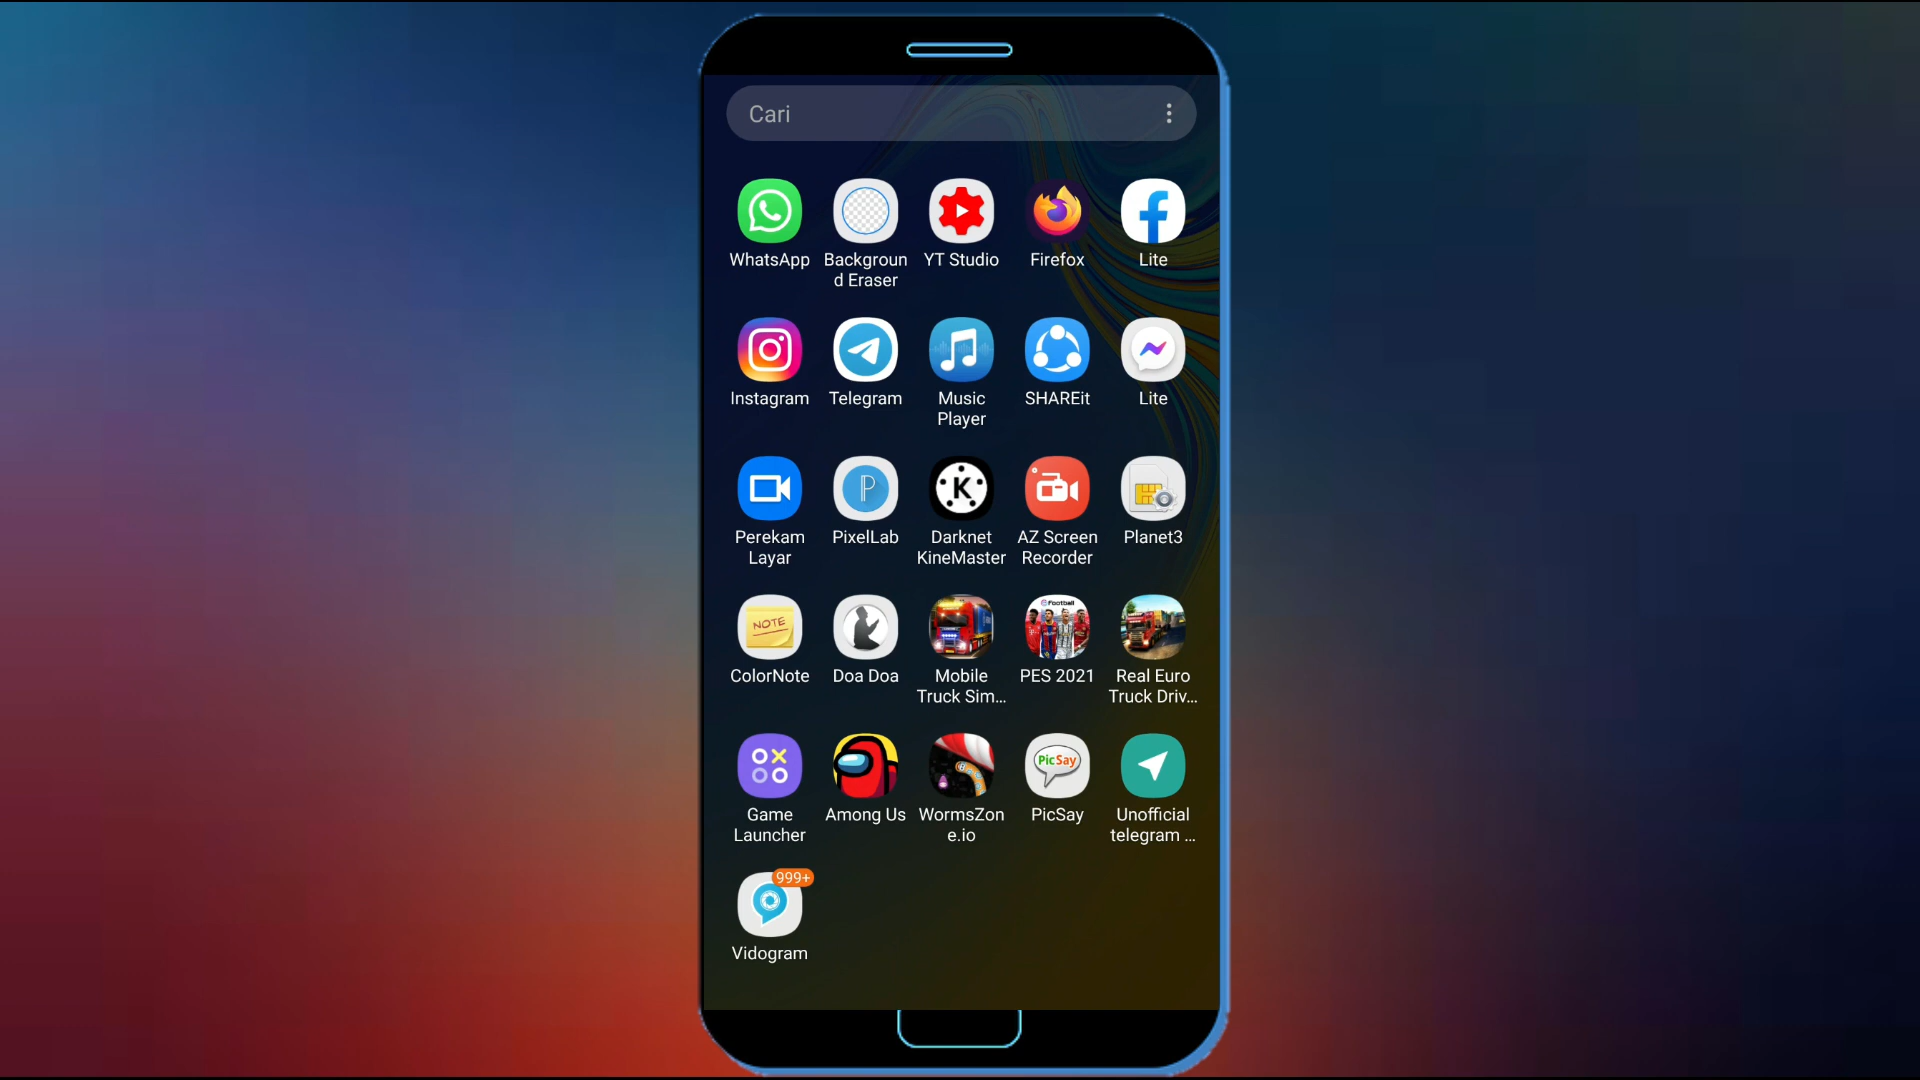 Cari
WhatsApp
Backgroun
d Eraser
YT Studio
Firefox
Lite
Instagram
Telegram
Music
Player
SHAREit
Lite
Perekam
Layar
P
PixelLab
K
Darknet
KineMaster
AZ Screen
Recorder
Planet3
NOTE
ColorNote
Doa Doa
Mobile
Truck Sim...
eFootball
PES 2021
Real Euro
Truck Driv...
Game
Launcher
Among Us
WormsZon
e.io
PicSay
PicSay
Unofficial
telegram ...
999+
Vidogram